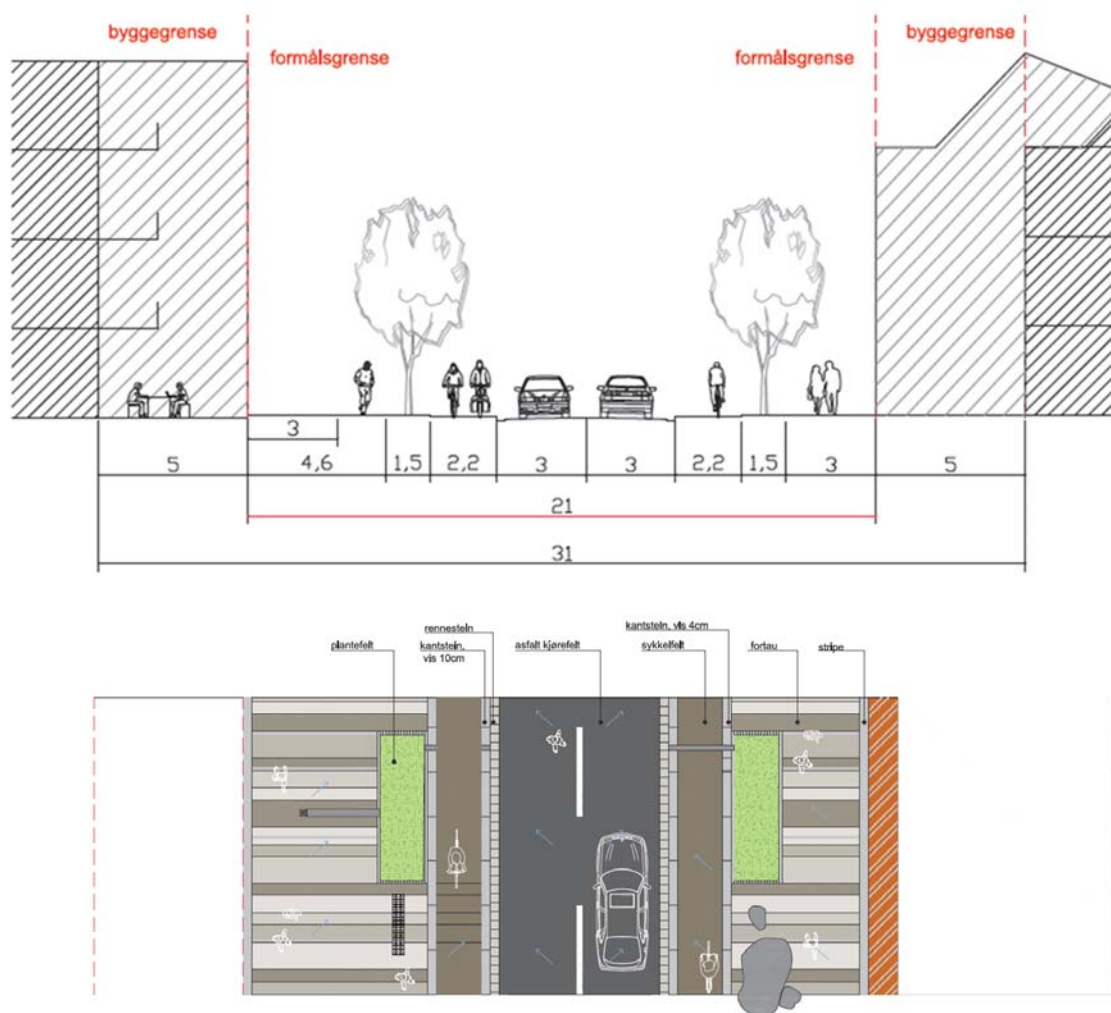 byggegrense
byggegrense
formålsgrense
formålsgrense
3
5
4,6
1,5
2,2
3
3
2,2
1,5
3
5
21
31
rennestein
kantstein, vis 4cm
plantefelt
kantstein,
vis 10cm
asfalt kjørefelt
sykkelfelt
fortau
stripe